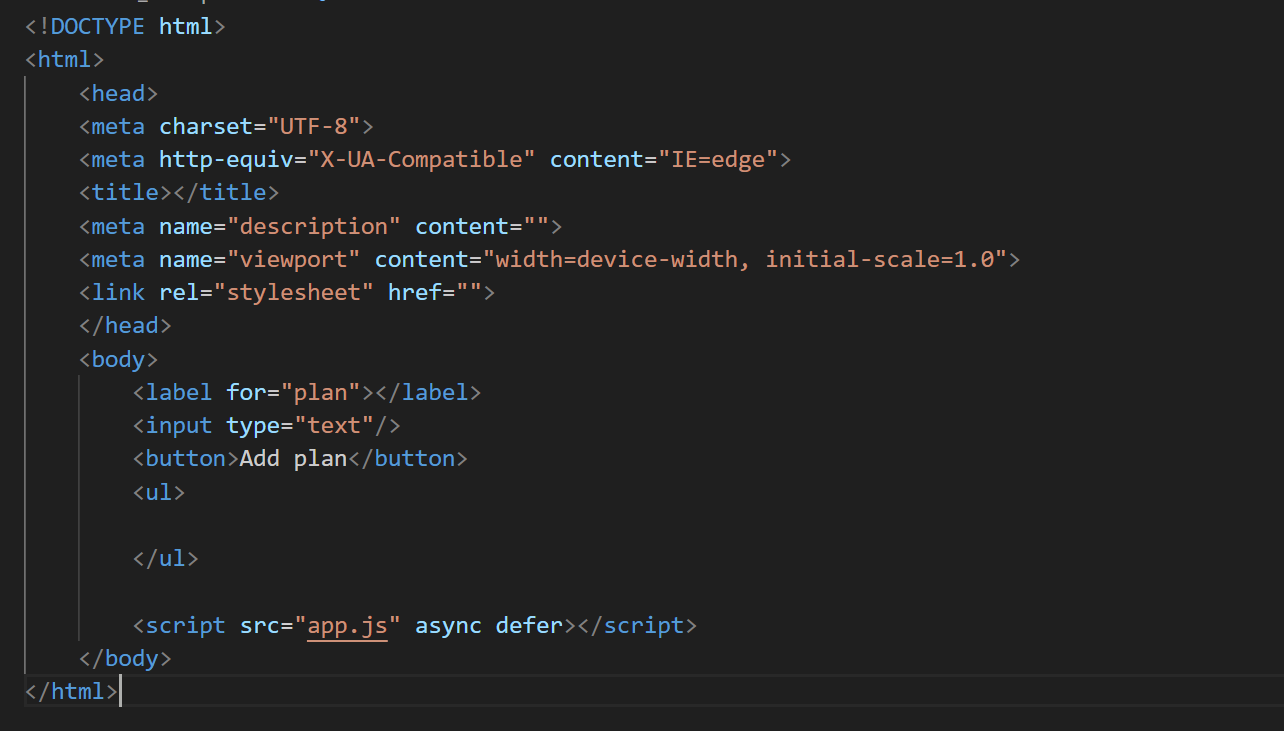 <!DOCTYPE html>
<html>
    <head>
    <meta charset="UTF-8">
    <meta http-equiv="X-UA-Compatible" content="IE=edge">
    <title></title>
    <meta name="description" content="">
    <meta name="viewport" content="width=device-width, initial-scale=1.0">
    <link rel="stylesheet" href="">
    </head>
    <body>
        <label for="plan"></label>
        <input type="text"/>
        <button>Add plan</button>
        <ul>

        </ul>

        <script src="app.js" async defer></script>
    </body>
</html>